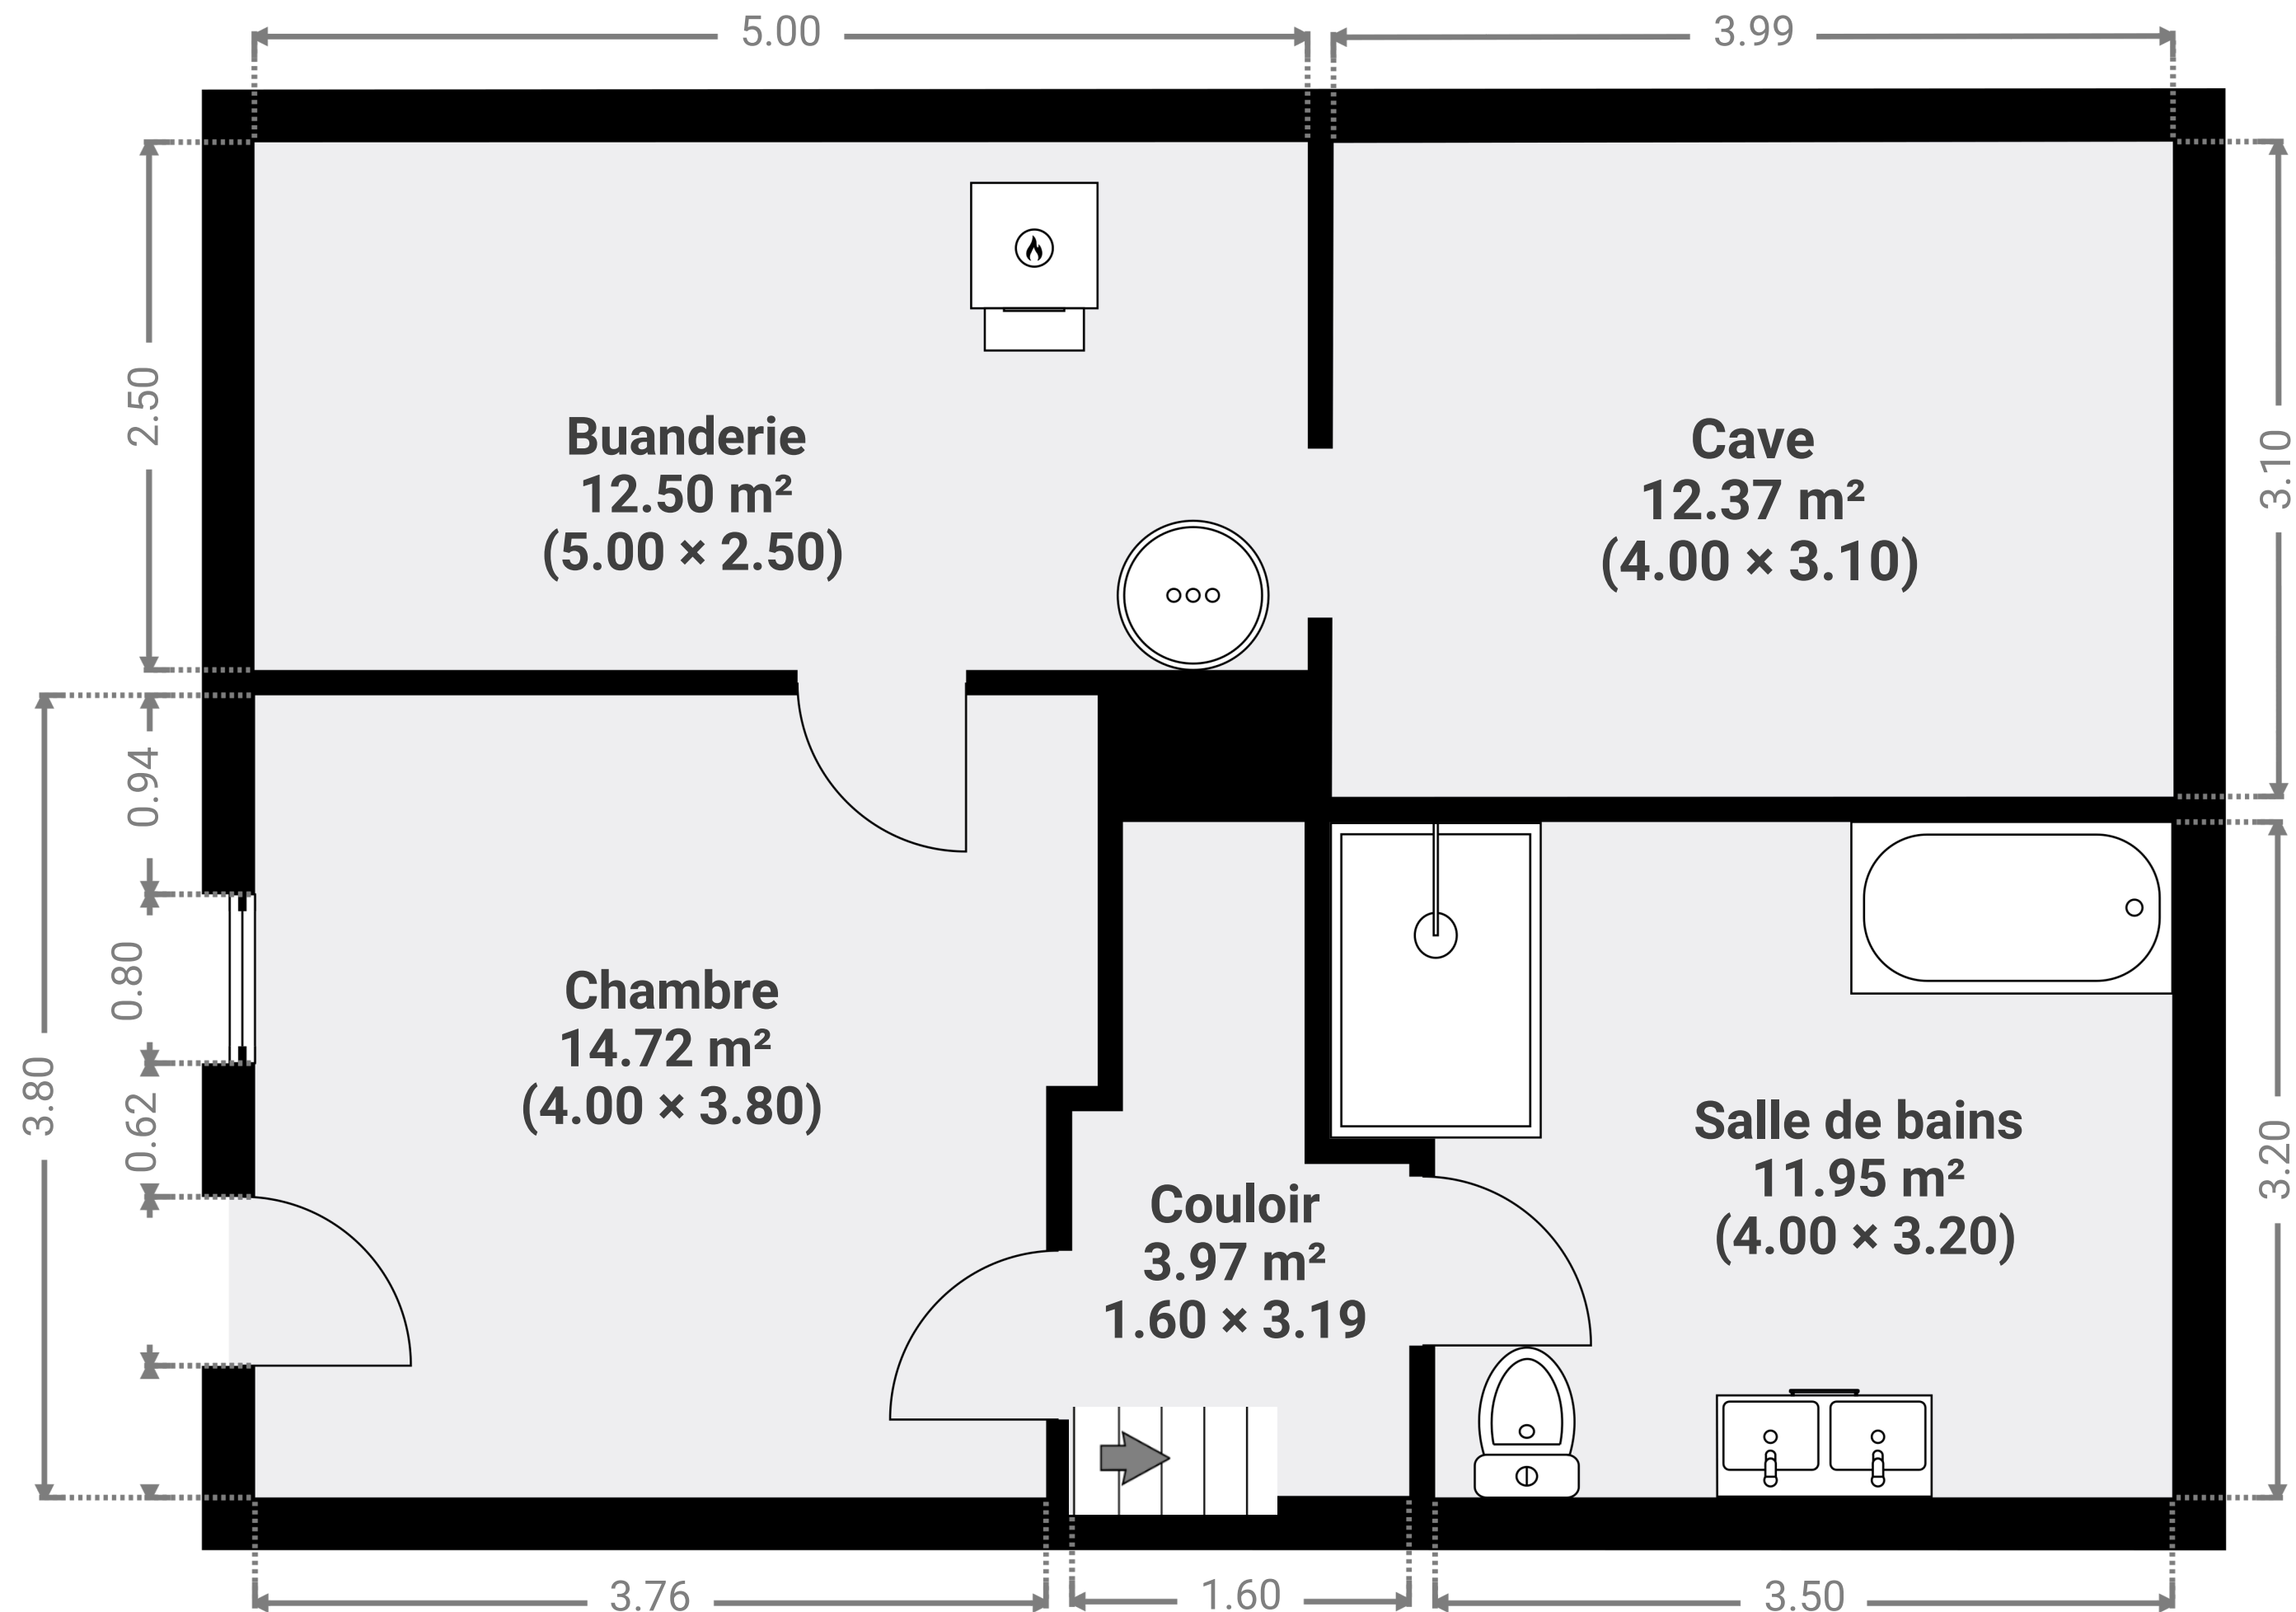 5.00
3.99
2.50
3.10
Buanderie
12.50 m²
(5.00 × 2.50)
Cave
12.37 m²
(4.00 × 3.10)
0.94
0.80
3.80
0.62
Chambre
14.72 m²
(4.00 × 3.80)
Couloir
3.97 m²
1.60 × 3.19
Salle de bains
11.95 m²
(4.00 × 3.20)
3.20
3.76
1.60
3.50